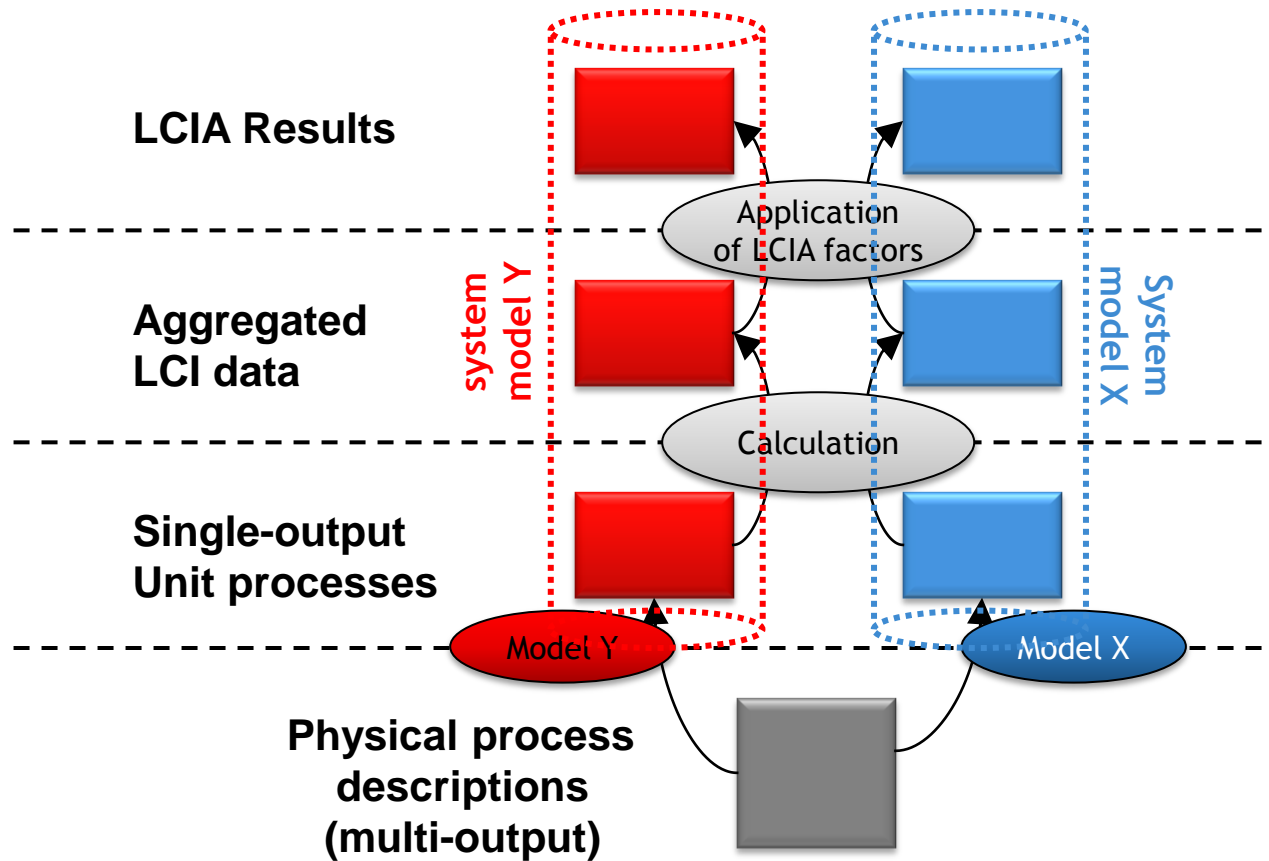 LCIA Results
Application
of LCIA factors
system
model Y
System
model X
Aggregated
LCI data
Calculation
Single-output
Unit processes
Model Y
Model X
Physical process
descriptions
(multi-output)